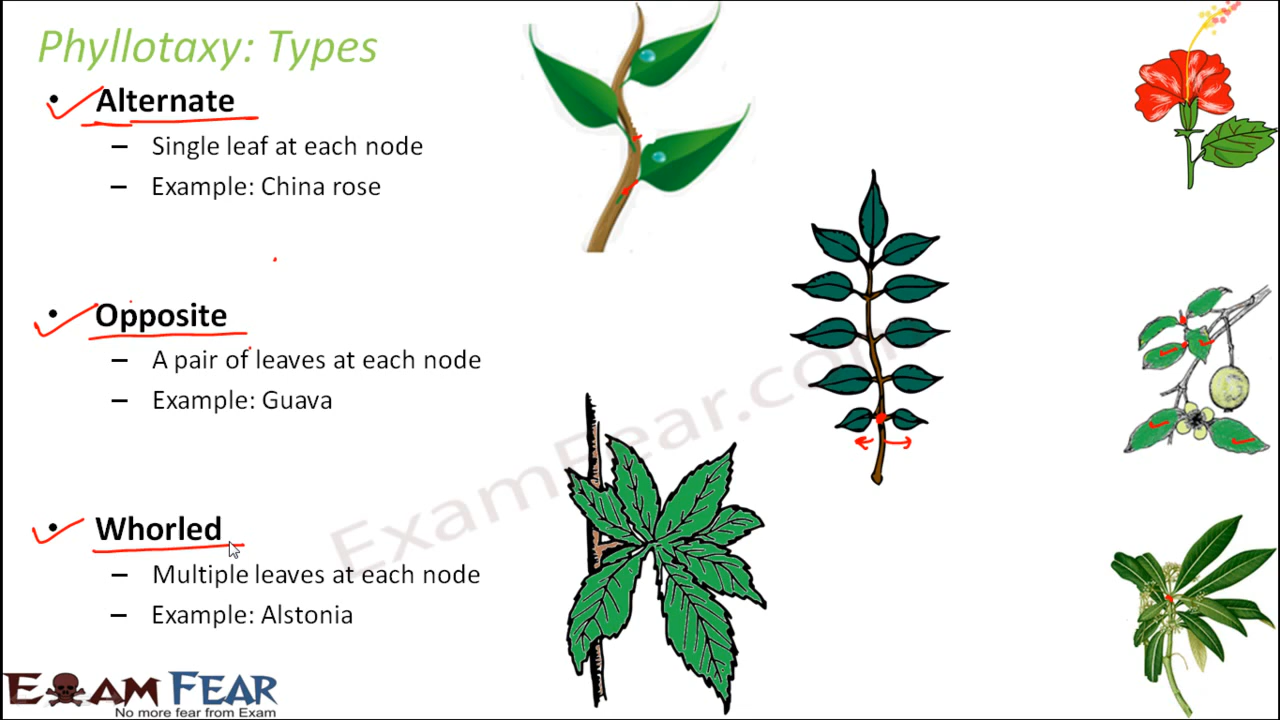 Phyllotaxy: Types
• Alternate
– Single leaf at each node
– Example: China rose
• Opposite
– A pair of leaves at each node
– Example: Guava
• Whorled
– Multiple leaves at each node
– Example: Alstonia
ExamFear.com
EXAM FEAR
No more fear from Exam